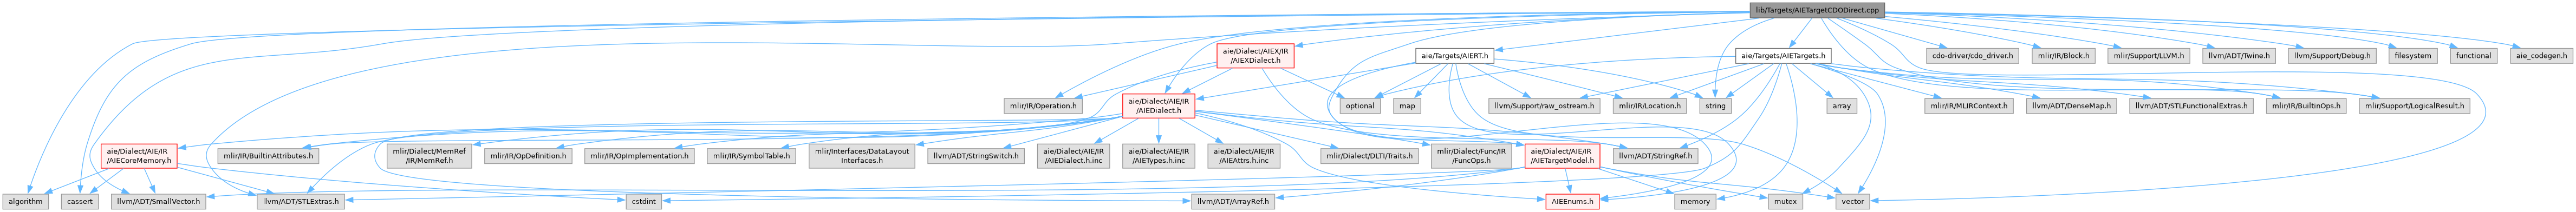 lib/Targets/AIETargetCDODirect.cpp
aie/Dialect/AIEX/IR
/AIEXDialect.h
aie/Targets/AIERT.h
aie/Targets/AIETargets.h
cdo-driver/cdo_driver.h
mlir/IR/Block.h
mlir/Support/LLVM.h
llvm/ADT/Twine.h
llvm/Support/Debug.h
filesystem
functional
aie_codegen.h
mlir/IR/Operation.h
aie/Dialect/AIE/IR
/AIEDialect.h
optional
map
llvm/Support/raw_ostream.h
mlir/IR/Location.h
string
array
mlir/IR/MLIRContext.h
llvm/ADT/DenseMap.h
llvm/ADT/STLFunctionalExtras.h
mlir/IR/BuiltinOps.h
mlir/Support/LogicalResult.h
aie/Dialect/AIE/IR
/AIECoreMemory.h
mlir/IR/BuiltinAttributes.h
mlir/Dialect/MemRef
/IR/MemRef.h
mlir/IR/OpDefinition.h
mlir/IR/OpImplementation.h
mlir/IR/SymbolTable.h
mlir/Interfaces/DataLayout
Interfaces.h
llvm/ADT/StringSwitch.h
aie/Dialect/AIE/IR
/AIEDialect.h.inc
aie/Dialect/AIE/IR
/AIETypes.h.inc
aie/Dialect/AIE/IR
/AIEAttrs.h.inc
mlir/Dialect/DLTI/Traits.h
mlir/Dialect/Func/IR
/FuncOps.h
aie/Dialect/AIE/IR
/AIETargetModel.h
llvm/ADT/StringRef.h
algorithm
cassert
llvm/ADT/SmallVector.h
llvm/ADT/STLExtras.h
cstdint
llvm/ADT/ArrayRef.h
AIEEnums.h
memory
mutex
vector